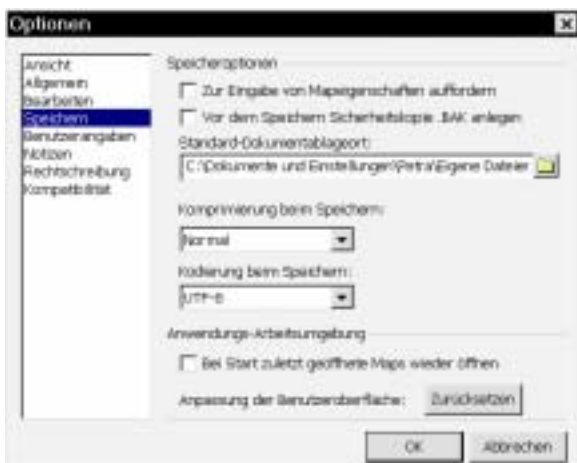 Optionen
Ansicht
Allgemein
Bearbeiten
Speichern
Benutzerangaben
Notizen
Rechtschreibung
Kompatibilität
Speicheroptionen
Zur Eingabe von Mapeigenschaften auffordern
Vor dem Speichern Sicherheitskopie .BAK anlegen
Standard-Dokumentablageort:
C:\Dokumente und Einstellungen\Petra\Eigene Dateier
Komprimierung beim Speichern:
Normal
Kodierung beim Speichern:
UTF-8
Anwendungs-Arbeitsumgebung
Bei Start zuletzt geöffnete Maps wieder öffnen
Anpassung der Benutzeroberfläche:
Zurücksetzen
OK
Abbrechen